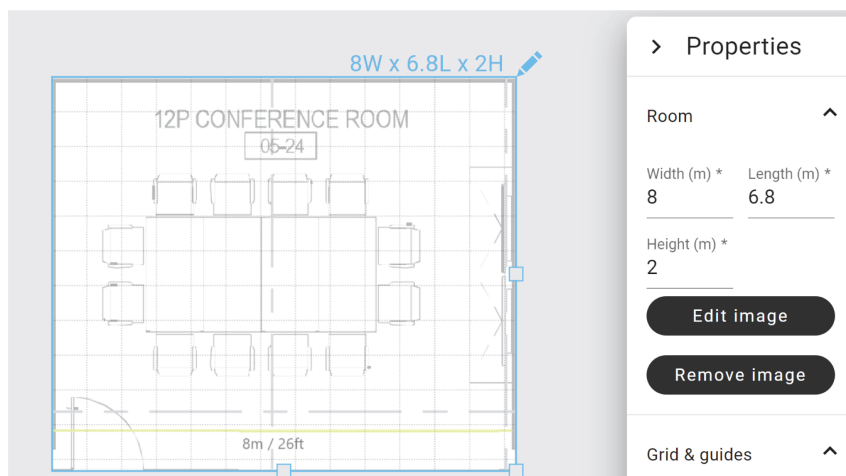 8W x 6.8L x 2H
12P CONFERENCE ROOM
05-24
8m / 26ft
Properties
Room
Width (m) * Length (m) *
8 6.8
Height (m) *
2
Edit image
Remove image
Grid & guides